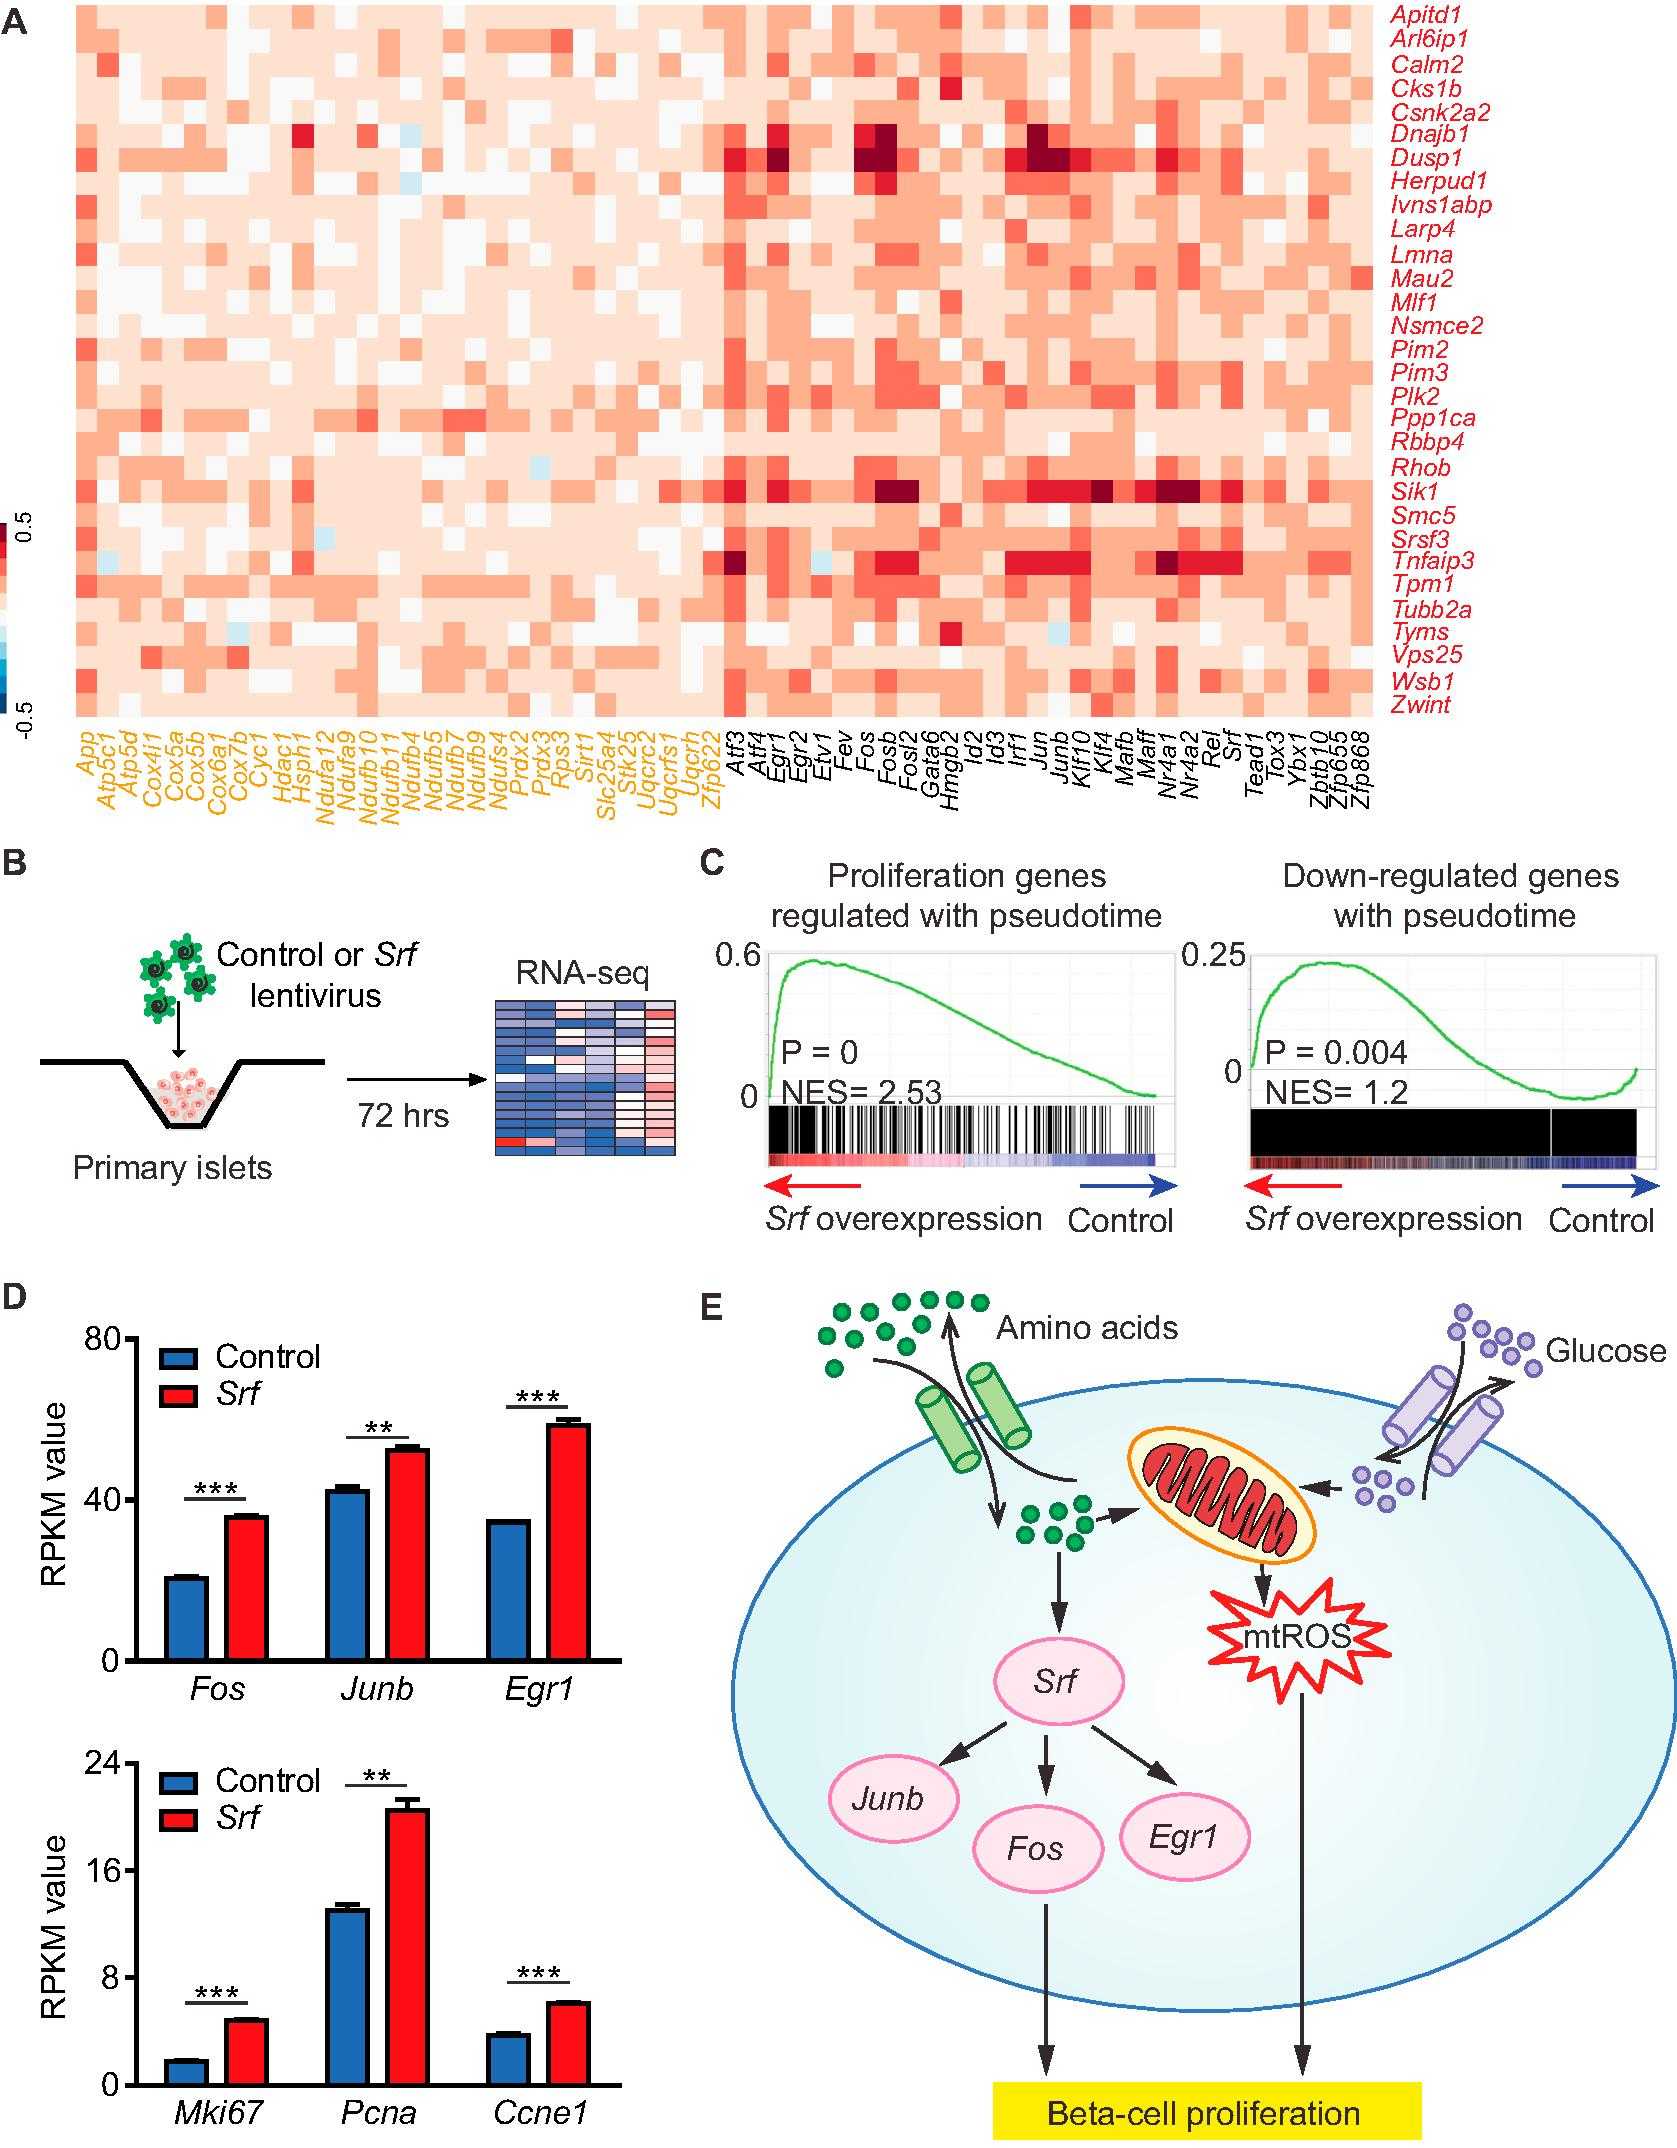 A
Apitd1
Arl6ip1
Calm2
Cks1b
Csnk2a2
Dnajb1
Dusp1
Herpud1
Ivns1abp
Larp4
Lmna
Mau2
Mlf1
Nsmce2
Pim2
Pim3
Plk2
Ppp1ca
Rbbp4
Rhob
Sik1
Smc5
Srsf3
Tnfaip3
Tpm1
Tubb2a
Tyms
Vps25
Wsb1
Zwint
0.5
-0.5
App
Atp5c1
Atp5d
Cox4i1
Cox5a
Cox5b
Cox6a1
Cox7b
Cyc1
Hdac1
Hsph1
Ndufa12
Ndufa9
Ndufb10
Ndufb11
Ndufb4
Ndufb5
Ndufb7
Ndufb9
Ndufs4
Prdx2
Prdx3
Rps3
Sirt1
Slc25a4
Stk25
Uqcrc2
Uqcrfs1
Uqcrh
Zfp622
Atf3
Atf4
Egr1
Egr2
Etv1
Fev
Fos
Fosb
Fosl2
Gata6
Hmgb2
Id2
Id3
Irf1
Jun
Junb
Klf10
Klf4
Mafb
Maff
Nr4a1
Nr4a2
Rel
Srf
Tead1
Tox3
Ybx1
Zbtb10
Zfp655
Zfp868
B
Control or Srf
lentivirus
RNA-seq
72 hrs
Primary islets
C
Proliferation genes
regulated with pseudotime
0.6
P = 0
NES= 2.53
0
Srf overexpression
Control
Down-regulated genes
with pseudotime
0.25
P = 0.004
0
NES= 1.2
Srf overexpression
Control
D
80
Control
Srf
***
**
***
40
RPKM value
0
Fos
Junb
Egr1
24
Control
Srf
**
16
RPKM value
***
8
***
0
Mki67
Pcna
Ccne1
E
Amino acids
Glucose
mtROS
Srf
Junb
Fos
Egr1
Beta-cell proliferation